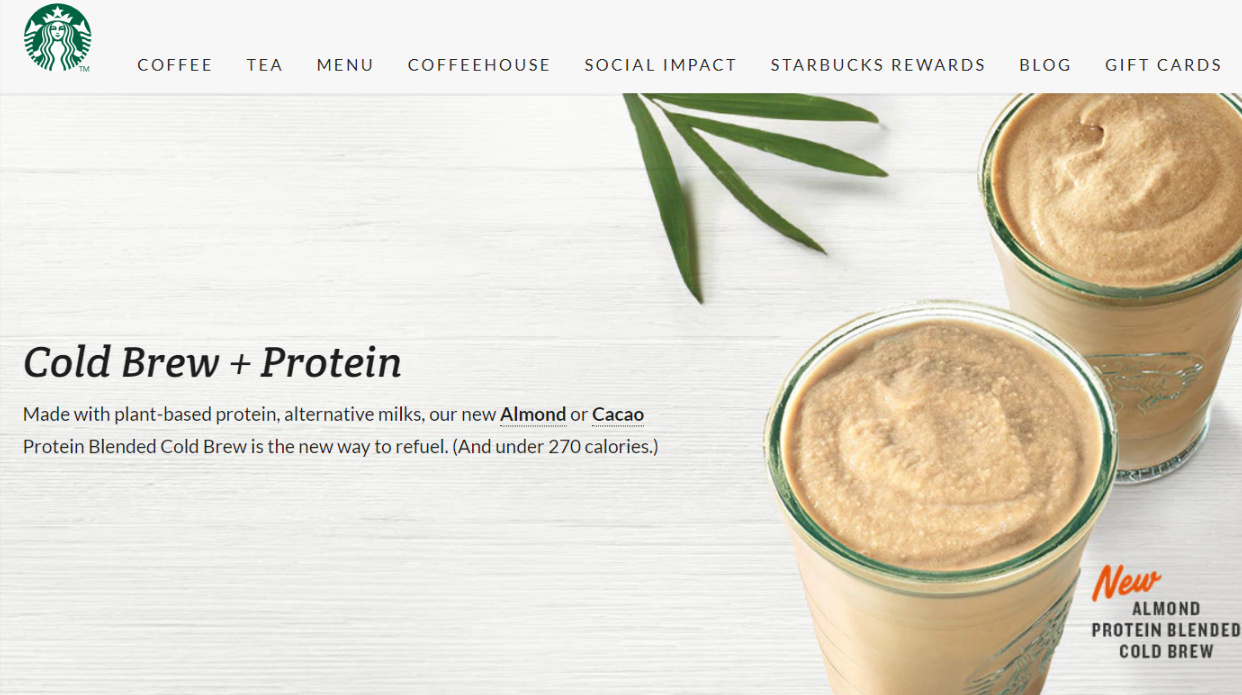 TM
COFFEE TEA MENU COFFEEHOUSE SOCIAL IMPACT STARBUCKS REWARDS BLOG GIFT CARDS
Cold Brew + Protein
Made with plant-based protein, alternative milks, our new Almond or Cacao
Protein Blended Cold Brew is the new way to refuel. (And under 270 calories.)
New
ALMOND
PROTEIN BLENDED
COLD BREW